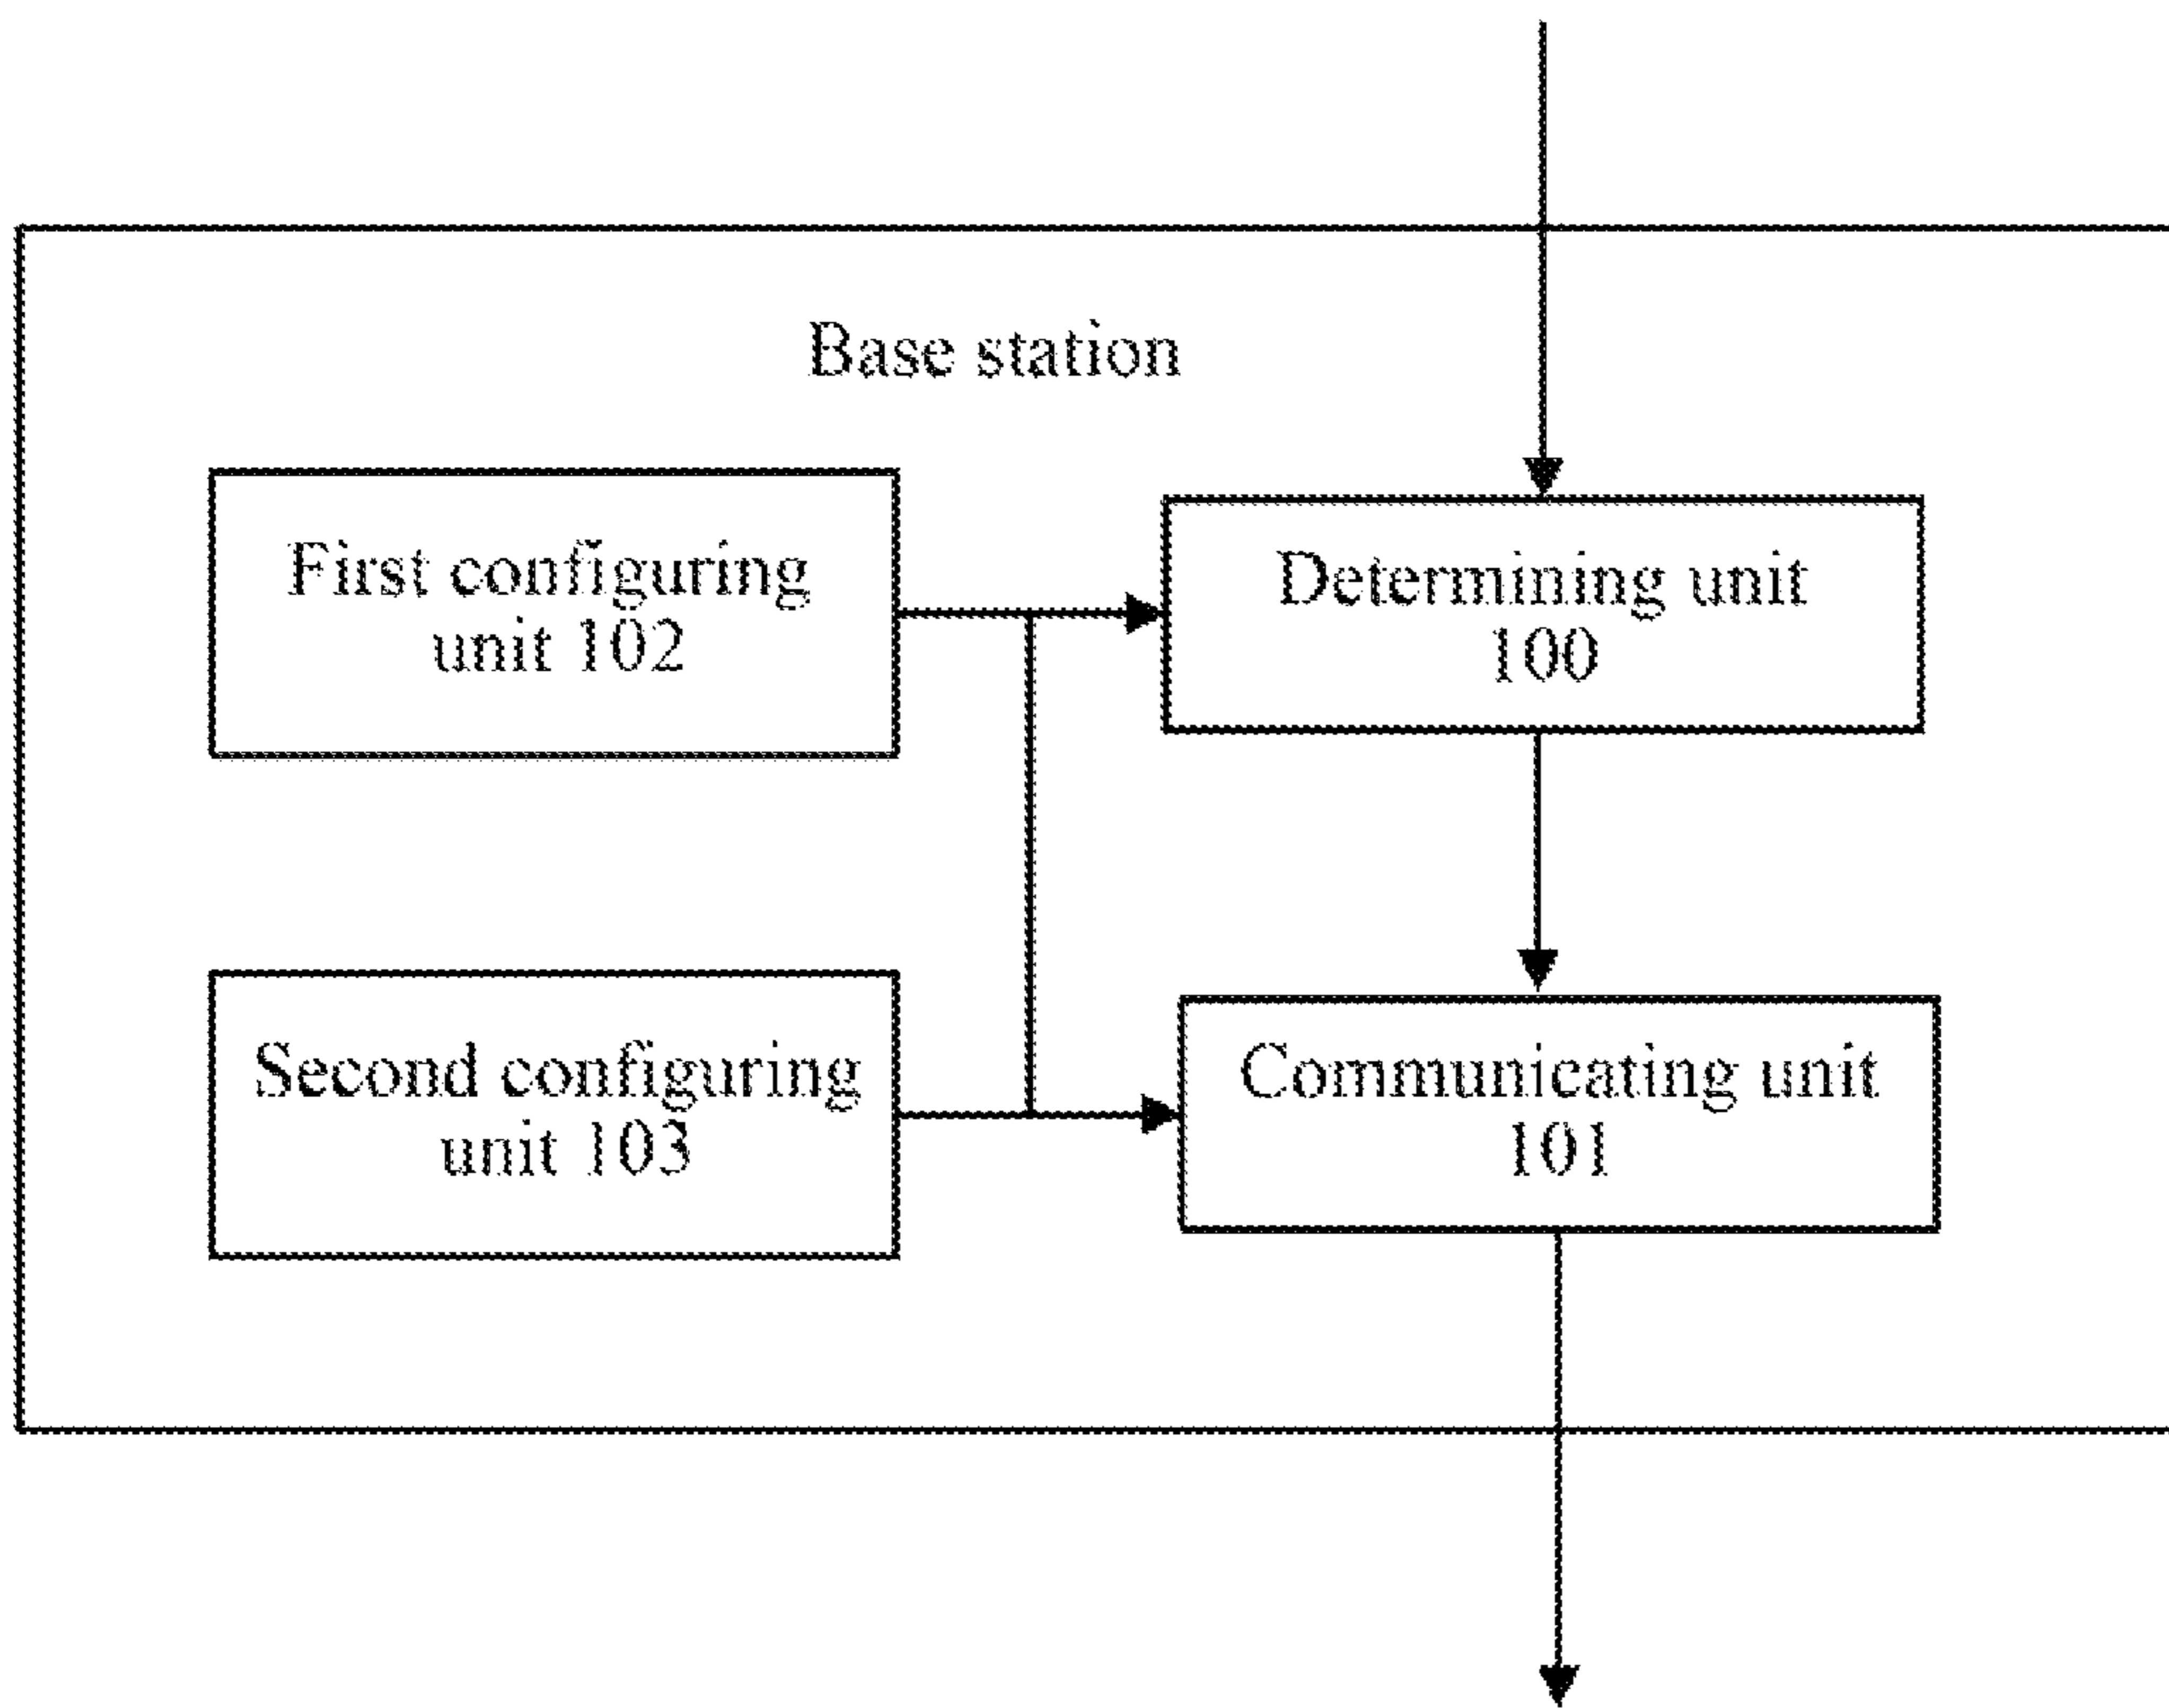 Base station
First configuring
unit 102
Determining unit
100
Second configuring
unit 103
Communicating unit
101